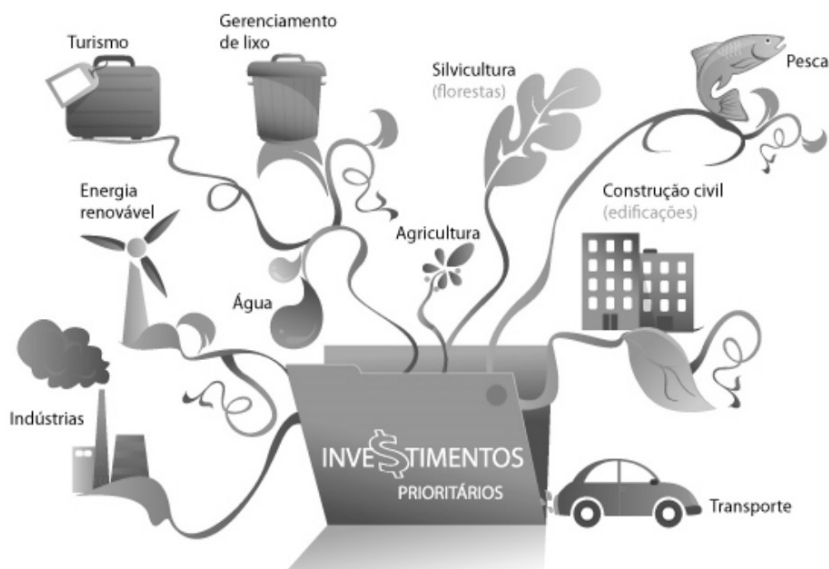 Turismo
Gerenciamento
de lixo
Silvicultura
(florestas)
Pesca
Energia
renovável
Construção civil
(edificações)
Agricultura
Água
Indústrias
INVE$TIMENTOS
PRIORITÁRIOS
Transporte